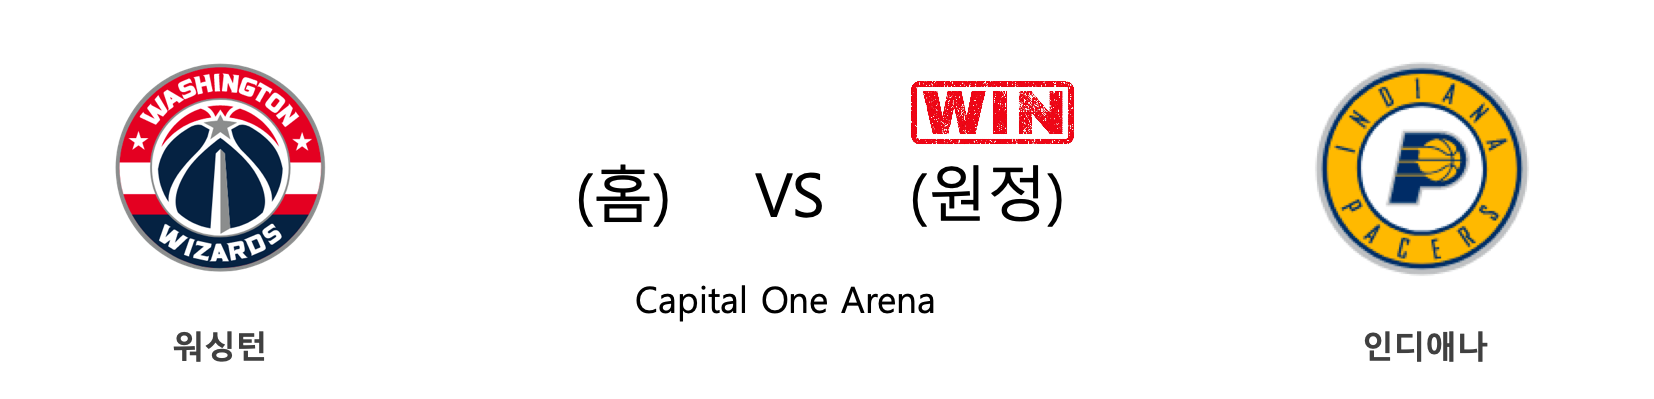 WASHINGTON
WIZARDS
WIN
(홈) VS (원정)
Capital One Arena
INDIANA
PACERS
워싱턴
인디애나